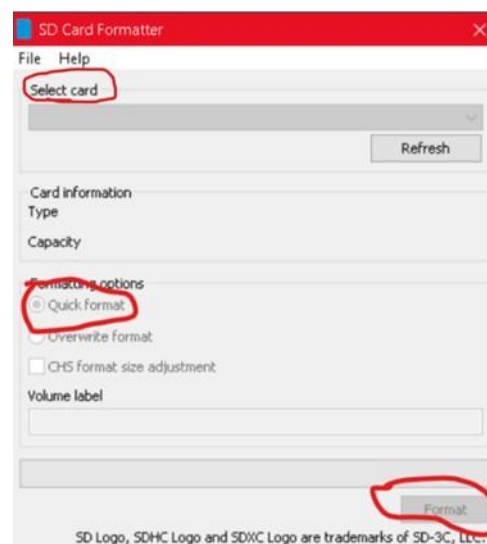 SD Card Formatter
File Help
Select card
Refresh
Card information
Type
Capacity
Formatting options
Quick format
Overwrite format
CHS format size adjustment
Volume label
Format
SD Logo, SDHC Logo and SDXC Logo are trademarks of SD-3C, LLC.